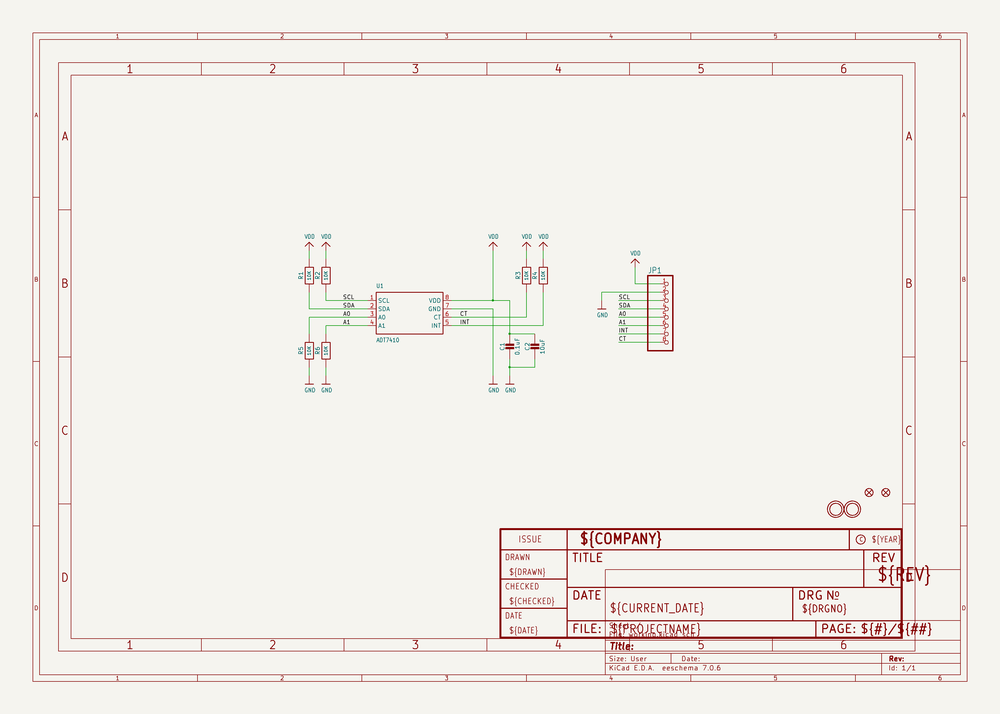 1 2 3 4 5 6
1 2 3 4 5 6
A A A A
B B B B
C C C C
D D D
VDD VDD VDD VDD VDD
VDD
R1 10K R2 10K R3 10K R4 10K
JP1
U1
SCL 1 SCL VDD 8
SDA 2 SDA GND 7
A0 3 A0 CT 6 CT
A1 4 A1 INT 5 INT
ADT7410
GND
SCL
SDA
A0
A1
INT
CT
R5 10K R6 10K C1 0.1uF C2 10uF
GND GND GND GND
ISSUE ${COMPANY} C ${YEAR}
DRAWN TITLE REV
${DRAWN} ${REV}
CHECKED DATE DRG Nº
${CHECKED} ${CURRENT_DATE} ${DRGNO}
DATE
${DATE} FILE: ${PROJECTNAME} PAGE: ${#}/${##}
1 2 3 4 5 6
Title:
Size: User Date: Rev:
KiCad E.D.A. eeschema 7.0.6 Id: 1/1
1 2 3 4 5 6